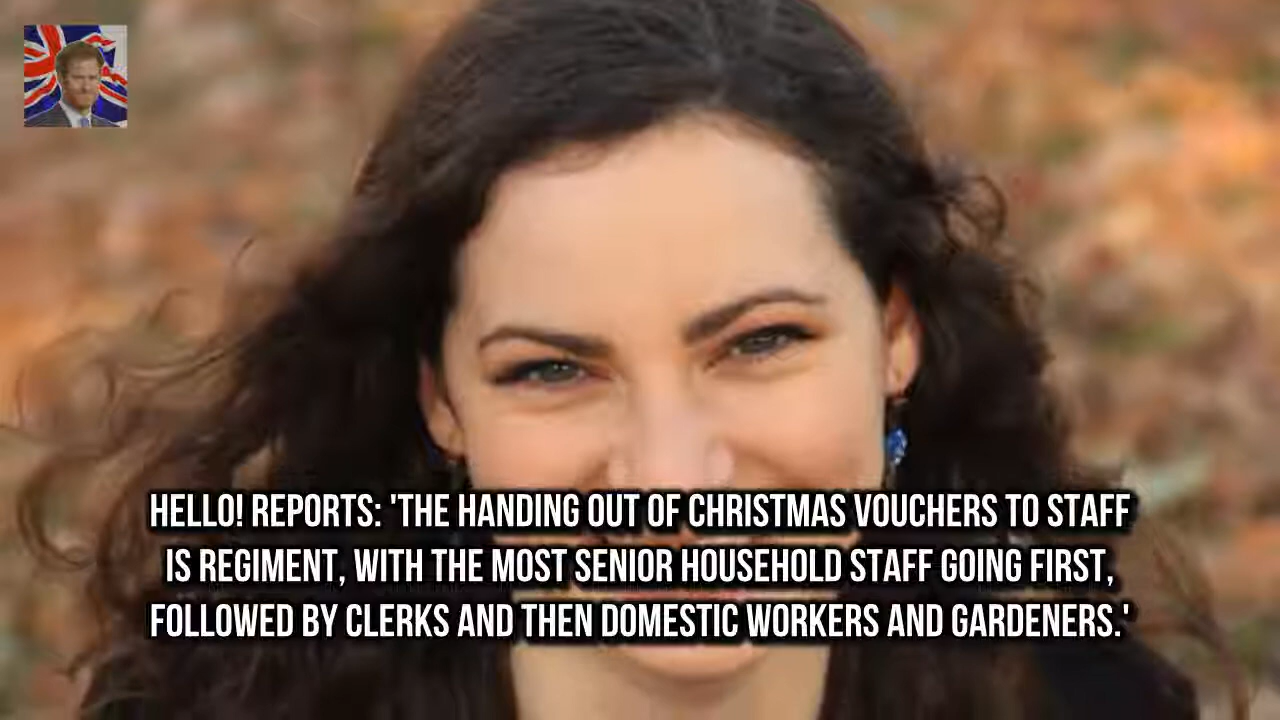 HELLO! REPORTS: 'THE HANDING OUT OF CHRISTMAS VOUCHERS TO STAFF
IS REGIMENT, WITH THE MOST SENIOR HOUSEHOLD STAFF GOING FIRST,
FOLLOWED BY CLERKS AND THEN DOMESTIC WORKERS AND GARDENERS.'